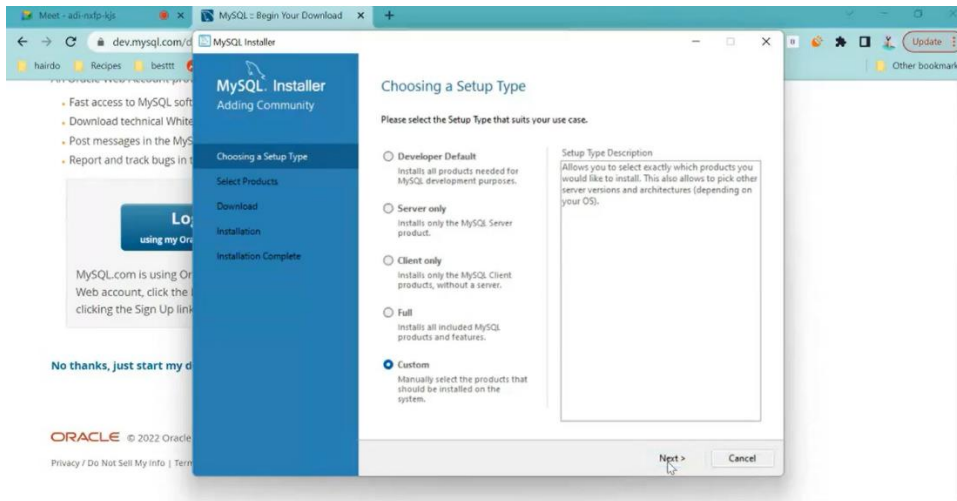 Meet - adi-nxfp-kjs
MySQL :: Begin Your Download
dev.mysql.com/d
Update
hairdo
Recipes
besttt
Other bookmark
Fast access to MySQL soft
Download technical White
Post messages in the MyS
Report and track bugs in t
Log
using my Ora
MySQL.com is using Or
Web account, click the
clicking the Sign Up link
No thanks, just start my d
ORACLE © 2022 Oracle
Privacy / Do Not Sell My Info | Term
MySQL Installer
MySQL. Installer
Adding Community
Choosing a Setup Type
Select Products
Download
Installation
Installation Complete
Choosing a Setup Type
Please select the Setup Type that suits your use case.
Developer Default
Installs all products needed for
MySQL development purposes.
Server only
Installs only the MySQL Server
product.
Client only
Installs only the MySQL Client
products, without a server.
Full
Installs all included MySQL
products and features.
Custom
Manually select the products that
should be installed on the
system.
Setup Type Description
Allows you to select exactly which products you
would like to install. This also allows to pick other
server versions and architectures (depending on
your OS).
Next >
Cancel